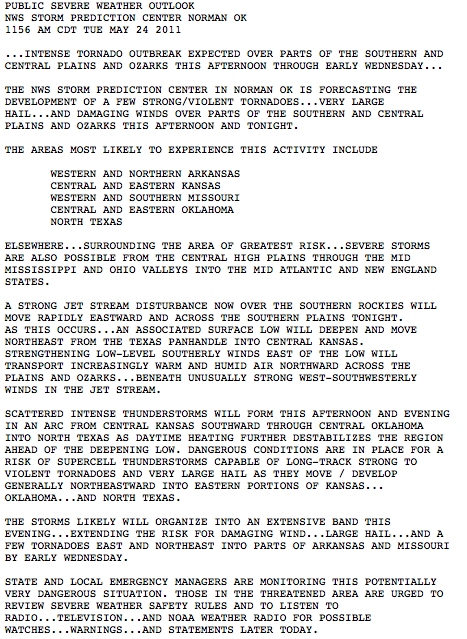 PUBLIC SEVERE WEATHER OUTLOOK
NWS STORM PREDICTION CENTER NORMAN OK
1156 AM CDT TUE MAY 24 2011
...INTENSE TORNADO OUTBREAK EXPECTED OVER PARTS OF THE SOUTHERN AND
CENTRAL PLAINS AND OZARKS THIS AFTERNOON THROUGH EARLY WEDNESDAY...
THE NWS STORM PREDICTION CENTER IN NORMAN OK IS FORECASTING THE
DEVELOPMENT OF A FEW STRONG/VIOLENT TORNADOES...VERY LARGE
HAIL...AND DAMAGING WINDS OVER PARTS OF THE SOUTHERN AND CENTRAL
PLAINS AND OZARKS THIS AFTERNOON AND TONIGHT.
THE AREAS MOST LIKELY TO EXPERIENCE THIS ACTIVITY INCLUDE
WESTERN AND NORTHERN ARKANSAS
CENTRAL AND EASTERN KANSAS
WESTERN AND SOUTHERN MISSOURI
CENTRAL AND EASTERN OKLAHOMA
NORTH TEXAS
ELSEWHERE...SURROUNDING THE AREA OF GREATEST RISK...SEVERE STORMS
ARE ALSO POSSIBLE FROM THE CENTRAL HIGH PLAINS THROUGH THE MID
MISSISSIPPI AND OHIO VALLEYS INTO THE MID ATLANTIC AND NEW ENGLAND
STATES.
A STRONG JET STREAM DISTURBANCE NOW OVER THE SOUTHERN ROCKIES WILL
MOVE RAPIDLY EASTWARD AND ACROSS THE SOUTHERN PLAINS TONIGHT.
AS THIS OCCURS...AN ASSOCIATED SURFACE LOW WILL DEEPEN AND MOVE
NORTHEAST FROM THE TEXAS PANHANDLE INTO CENTRAL KANSAS.
STRENGTHENING LOW-LEVEL SOUTHERLY WINDS EAST OF THE LOW WILL
TRANSPORT INCREASINGLY WARM AND HUMID AIR NORTHWARD ACROSS THE
PLAINS AND OZARKS...BENEATH UNUSUALLY STRONG WEST-SOUTHWESTERLY
WINDS IN THE JET STREAM.
SCATTERED INTENSE THUNDERSTORMS WILL FORM THIS AFTERNOON AND EVENING
IN AN ARC FROM CENTRAL KANSAS SOUTHWARD THROUGH CENTRAL OKLAHOMA
INTO NORTH TEXAS AS DAYTIME HEATING FURTHER DESTABILIZES THE REGION
AHEAD OF THE DEEPENING LOW. DANGEROUS CONDITIONS ARE IN PLACE FOR A
RISK OF SUPERCELL THUNDERSTORMS CAPABLE OF LONG-TRACK STRONG TO
VIOLENT TORNADOES AND VERY LARGE HAIL AS THEY MOVE / DEVELOP
GENERALLY NORTHEASTWARD INTO EASTERN PORTIONS OF KANSAS...
OKLAHOMA...AND NORTH TEXAS.
THE STORMS LIKELY WILL ORGANIZE INTO AN EXTENSIVE BAND THIS
EVENING...EXTENDING THE RISK FOR DAMAGING WIND...LARGE HAIL...AND A
FEW TORNADOES EAST AND NORTHEAST INTO PARTS OF ARKANSAS AND MISSOURI
BY EARLY WEDNESDAY.
STATE AND LOCAL EMERGENCY MANAGERS ARE MONITORING THIS POTENTIALLY
VERY DANGEROUS SITUATION. THOSE IN THE THREATENED AREA ARE URGED TO
REVIEW SEVERE WEATHER SAFETY RULES AND TO LISTEN TO
RADIO...TELEVISION...AND NOAA WEATHER RADIO FOR POSSIBLE
WATCHES...WARNINGS...AND STATEMENTS LATER TODAY.